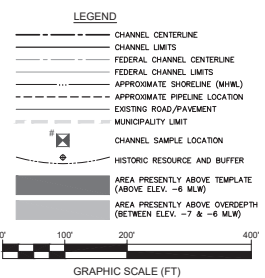 LEGEND
CHANNEL CENTERLINE
CHANNEL LIMITS
FEDERAL CHANNEL CENTERLINE
FEDERAL CHANNEL LIMITS
APPROXIMATE SHORELINE (MHWL)
APPROXIMATE PIPELINE LOCATION
EXISTING ROAD/PAVEMENT
MUNICIPALITY LIMIT
#
CHANNEL SAMPLE LOCATION
HISTORIC RESOURCE AND BUFFER
AREA PRESENTLY ABOVE TEMPLATE
(ABOVE ELEV. -6 MLW)
AREA PRESENTLY ABOVE OVERDEPTH
(BETWEEN ELEV. -7 & -6 MLW)
0' 100' 200' 400'
GRAPHIC SCALE (FT)